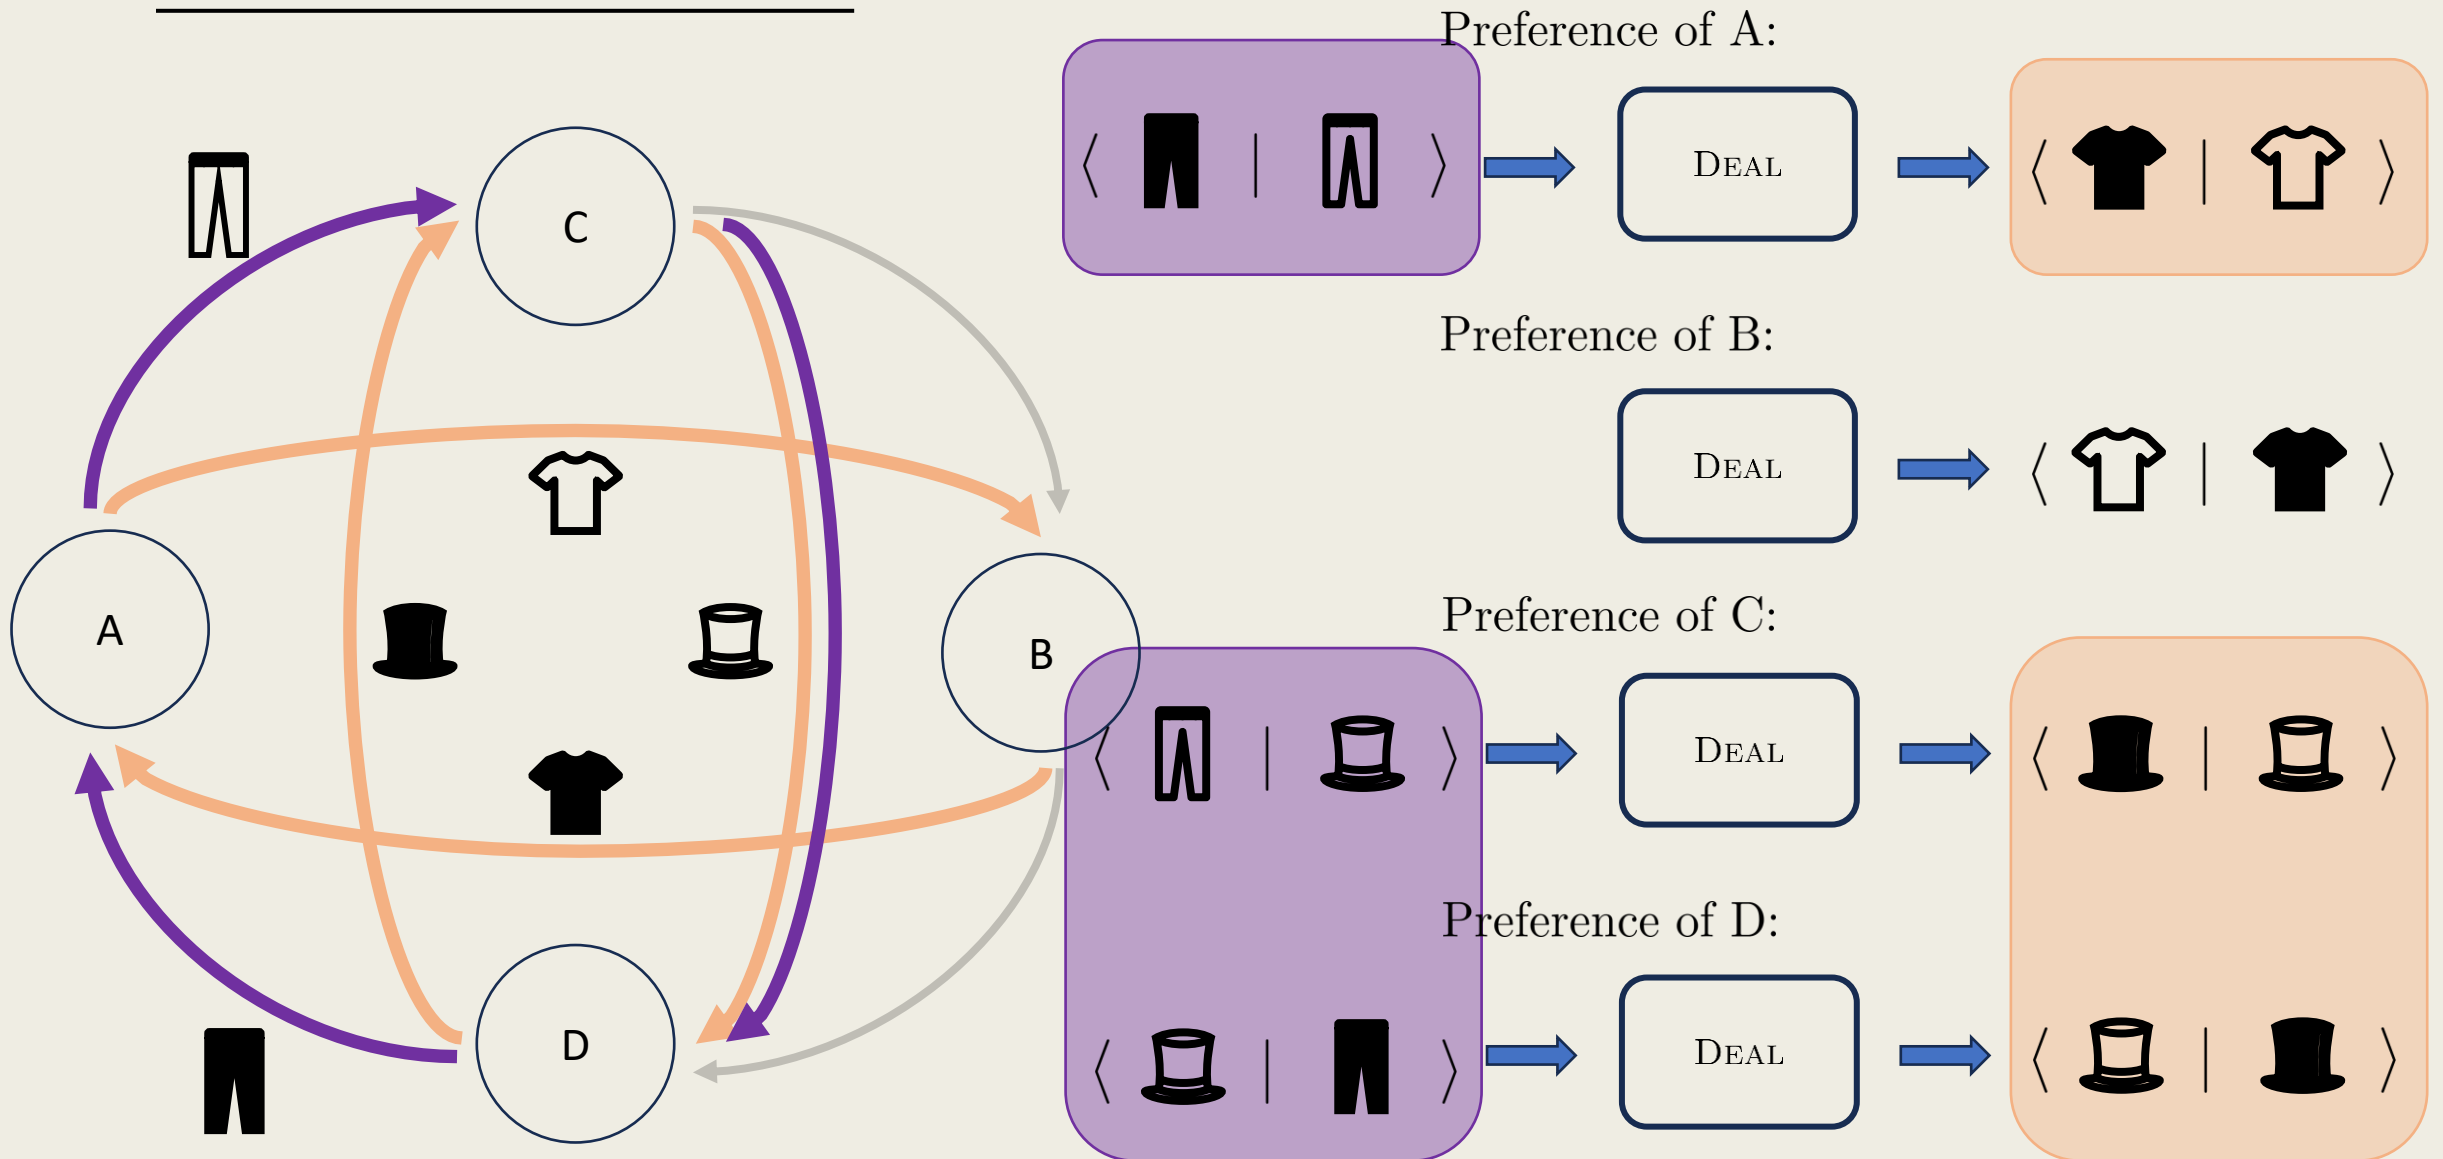 C
A
B
D
Preference of A:
⟨ | ⟩
DEAL
⟨ | ⟩
Preference of B:
DEAL
⟨ | ⟩
Preference of C:
⟨ | ⟩
DEAL
⟨ | ⟩
Preference of D:
⟨ | ⟩
DEAL
⟨ | ⟩